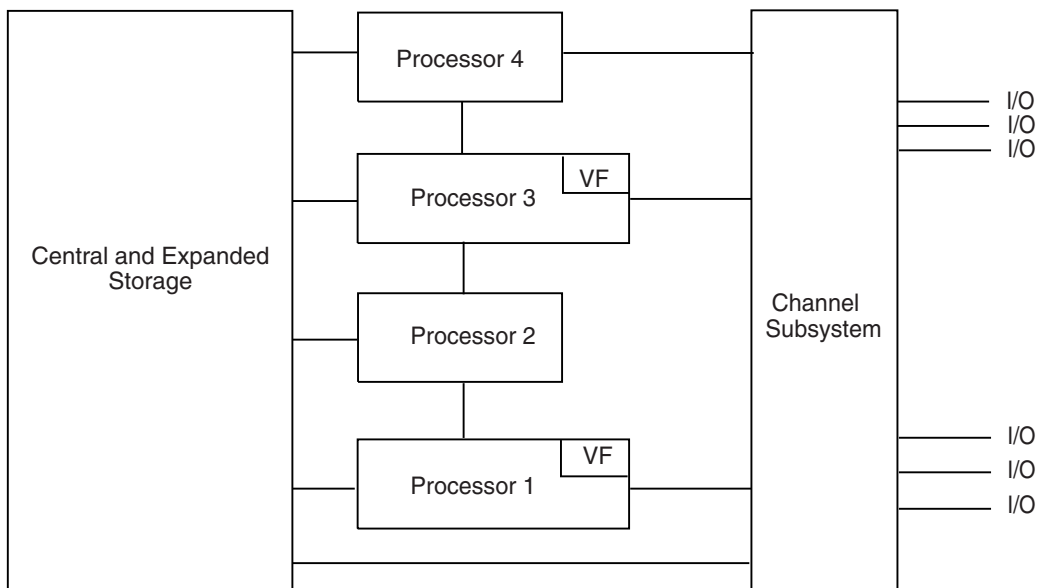 Processor 4
I/O
I/O
I/O
VF
Processor 3
Central and Expanded
Storage
Channel
Subsystem
Processor 2
I/O
VF
I/O
Processor 1
I/O